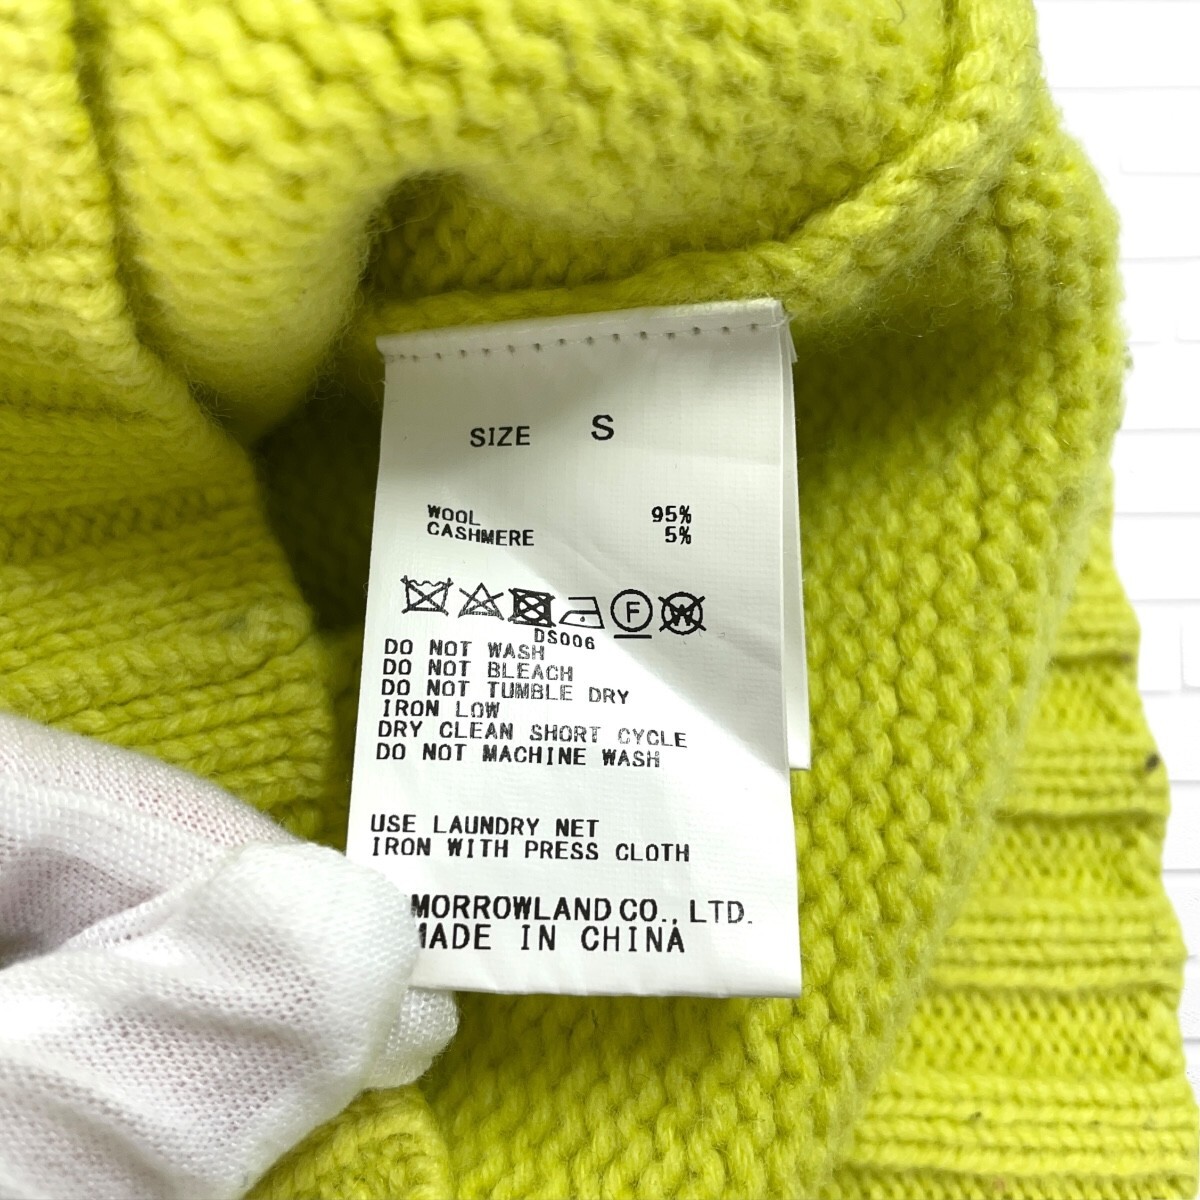 SIZE S
WOOL 95%
CASHMERE 5%
F W
DS006
DO NOT WASH
DO NOT BLEACH
DO NOT TUMBLE DRY
IRON LOW
DRY CLEAN SHORT CYCLE
DO NOT MACHINE WASH
USE LAUNDRY NET
IRON WITH PRESS CLOTH
MORROWLAND CO., LTD.
MADE IN CHINA